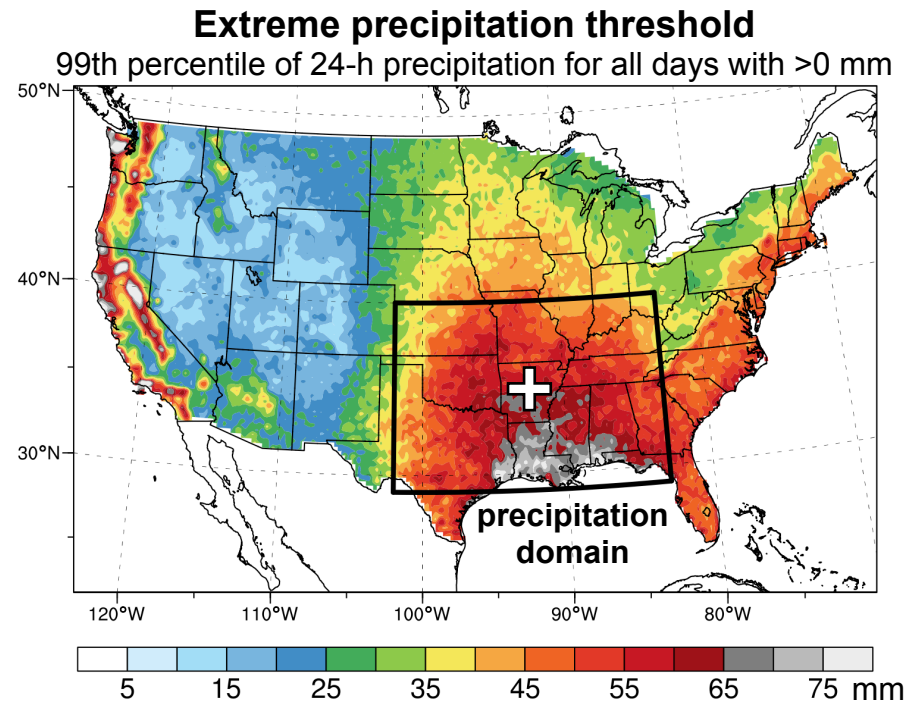 Extreme precipitation threshold
99th percentile of 24-h precipitation for all days with >0 mm
50°N
40°N
30°N
precipitation
domain
120°W 110°W 100°W 90°W 80°W
5 15 25 35 45 55 65 75 mm